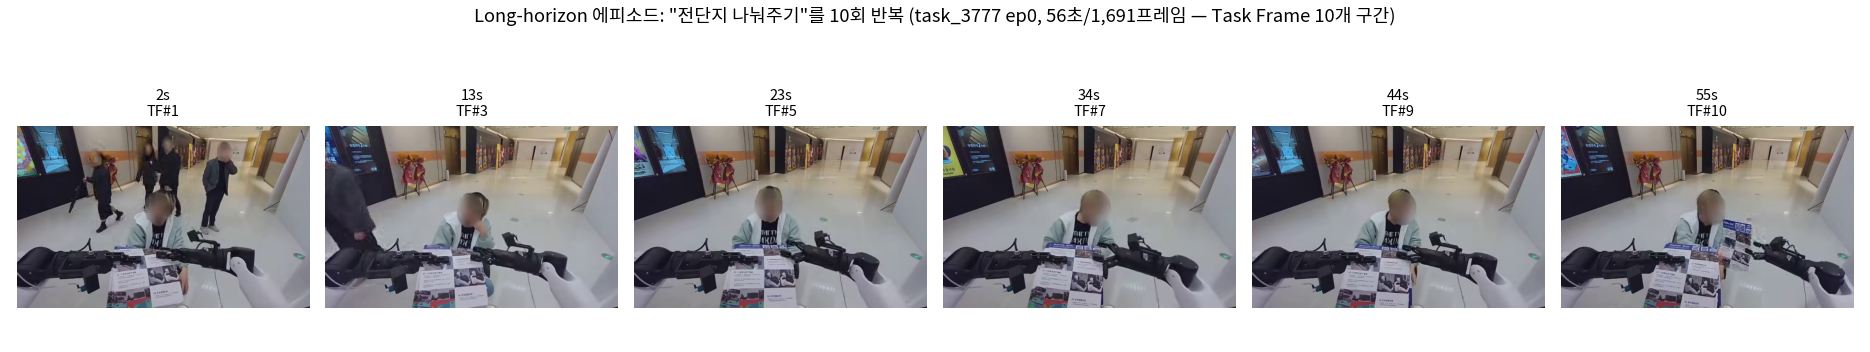 Long-horizon 에피소드: "전단지 나눠주기"를 10회 반복 (task_3777 ep0, 56초/1,691프레임 — Task Frame 10개 구간)
2s
TF#1
13s
TF#3
23s
TF#5
34s
TF#7
44s
TF#9
55s
TF#10